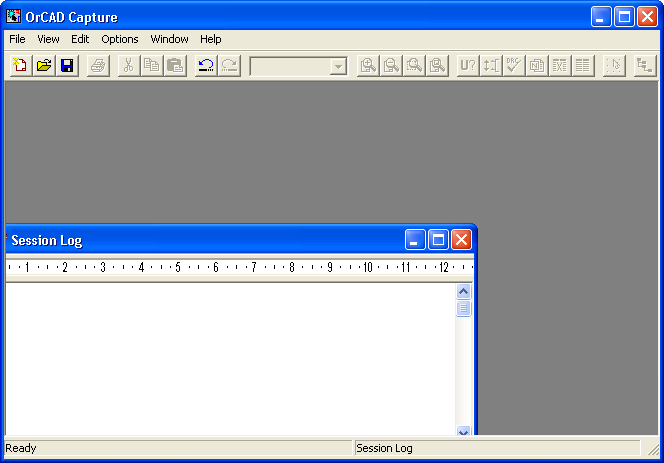 OrCAD Capture
File View Edit Options Window Help
U? DRC
Session Log
1 2 3 4 5 6 7 8 9 10 11 12
Ready Session Log